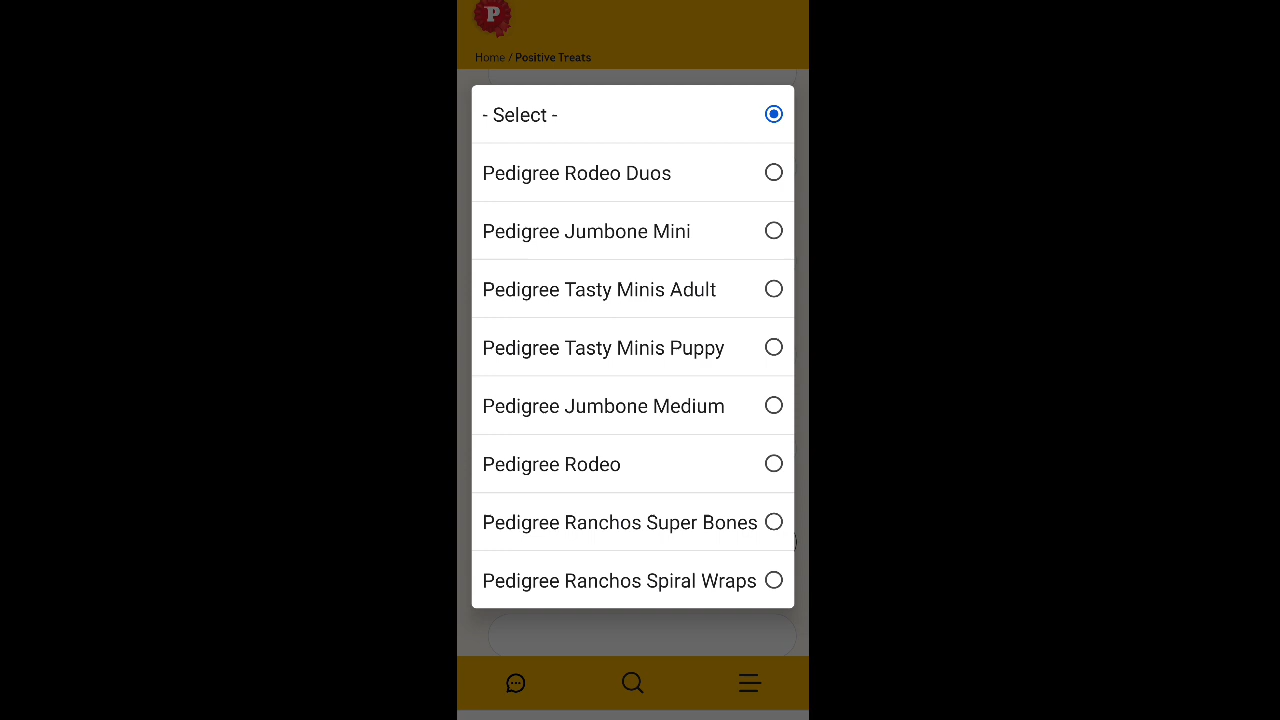 P
Home / Positive Treats
- Select -
Pedigree Rodeo Duos
Pedigree Jumbone Mini
Pedigree Tasty Minis Adult
Pedigree Tasty Minis Puppy
Pedigree Jumbone Medium
Pedigree Rodeo
Pedigree Ranchos Super Bones
Pedigree Ranchos Spiral Wraps